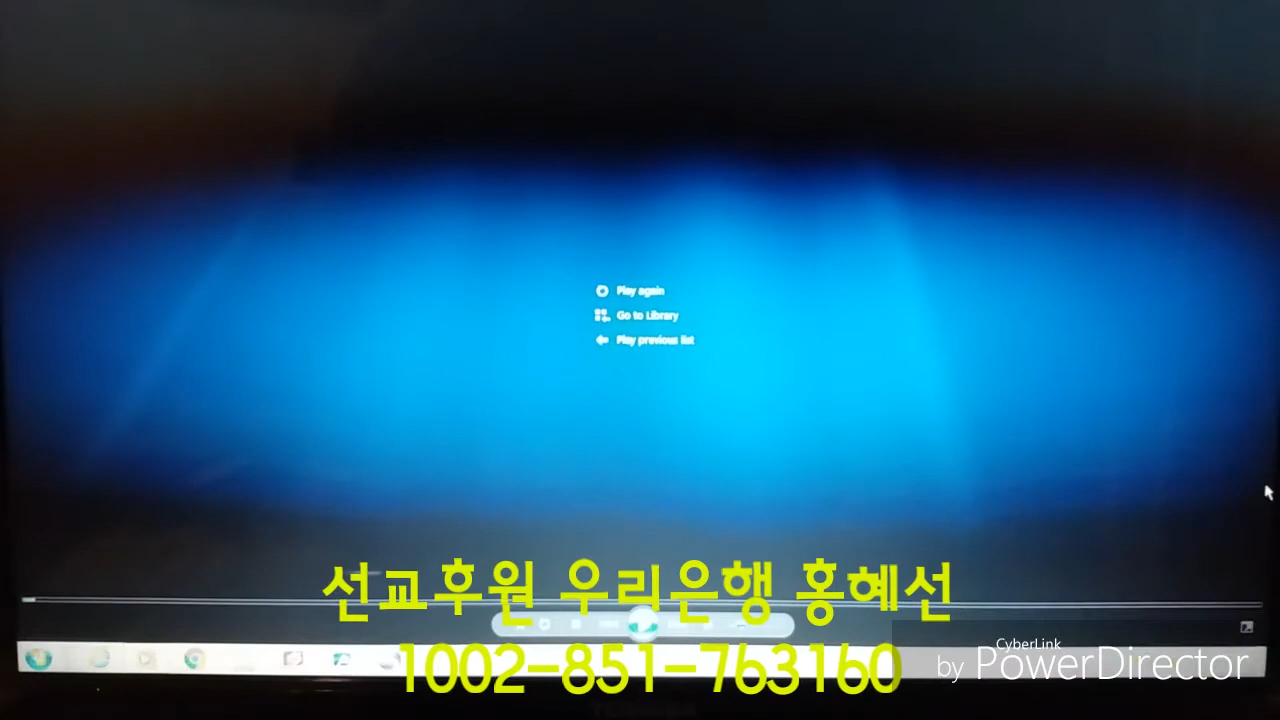 Play again
Go to Library
Play previous list
선교후원 우리은행 홍혜선
1002-851-763160
CyberLink
by PowerDirector